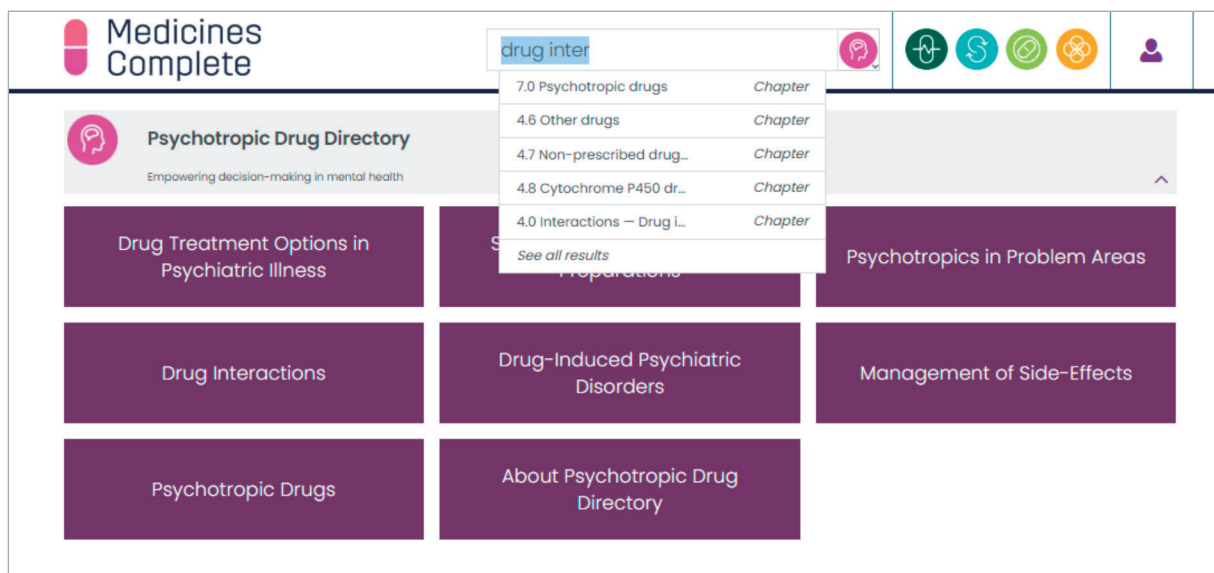 Medicines
Complete
drug inter
7.0 Psychotropic drugs Chapter
4.6 Other drugs Chapter
4.7 Non-prescribed drug... Chapter
4.8 Cytochrome P450 dr... Chapter
4.0 Interactions — Drug i... Chapter
See all results
Psychotropic Drug Directory
Empowering decision-making in mental health
Drug Treatment Options in
Psychiatric Illness
Psychotropics in Problem Areas
Drug Interactions
Drug-Induced Psychiatric
Disorders
Management of Side-Effects
Psychotropic Drugs
About Psychotropic Drug
Directory